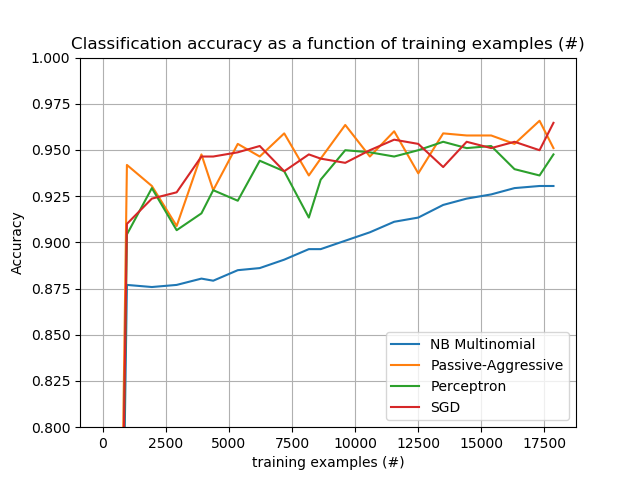 Classification accuracy as a function of training examples (#)
1.000
0.975
0.950
0.925
0.900
0.875
0.850
0.825
0.800
Accuracy
NB Multinomial
Passive-Aggressive
Perceptron
SGD
0 2500 5000 7500 10000 12500 15000 17500
training examples (#)